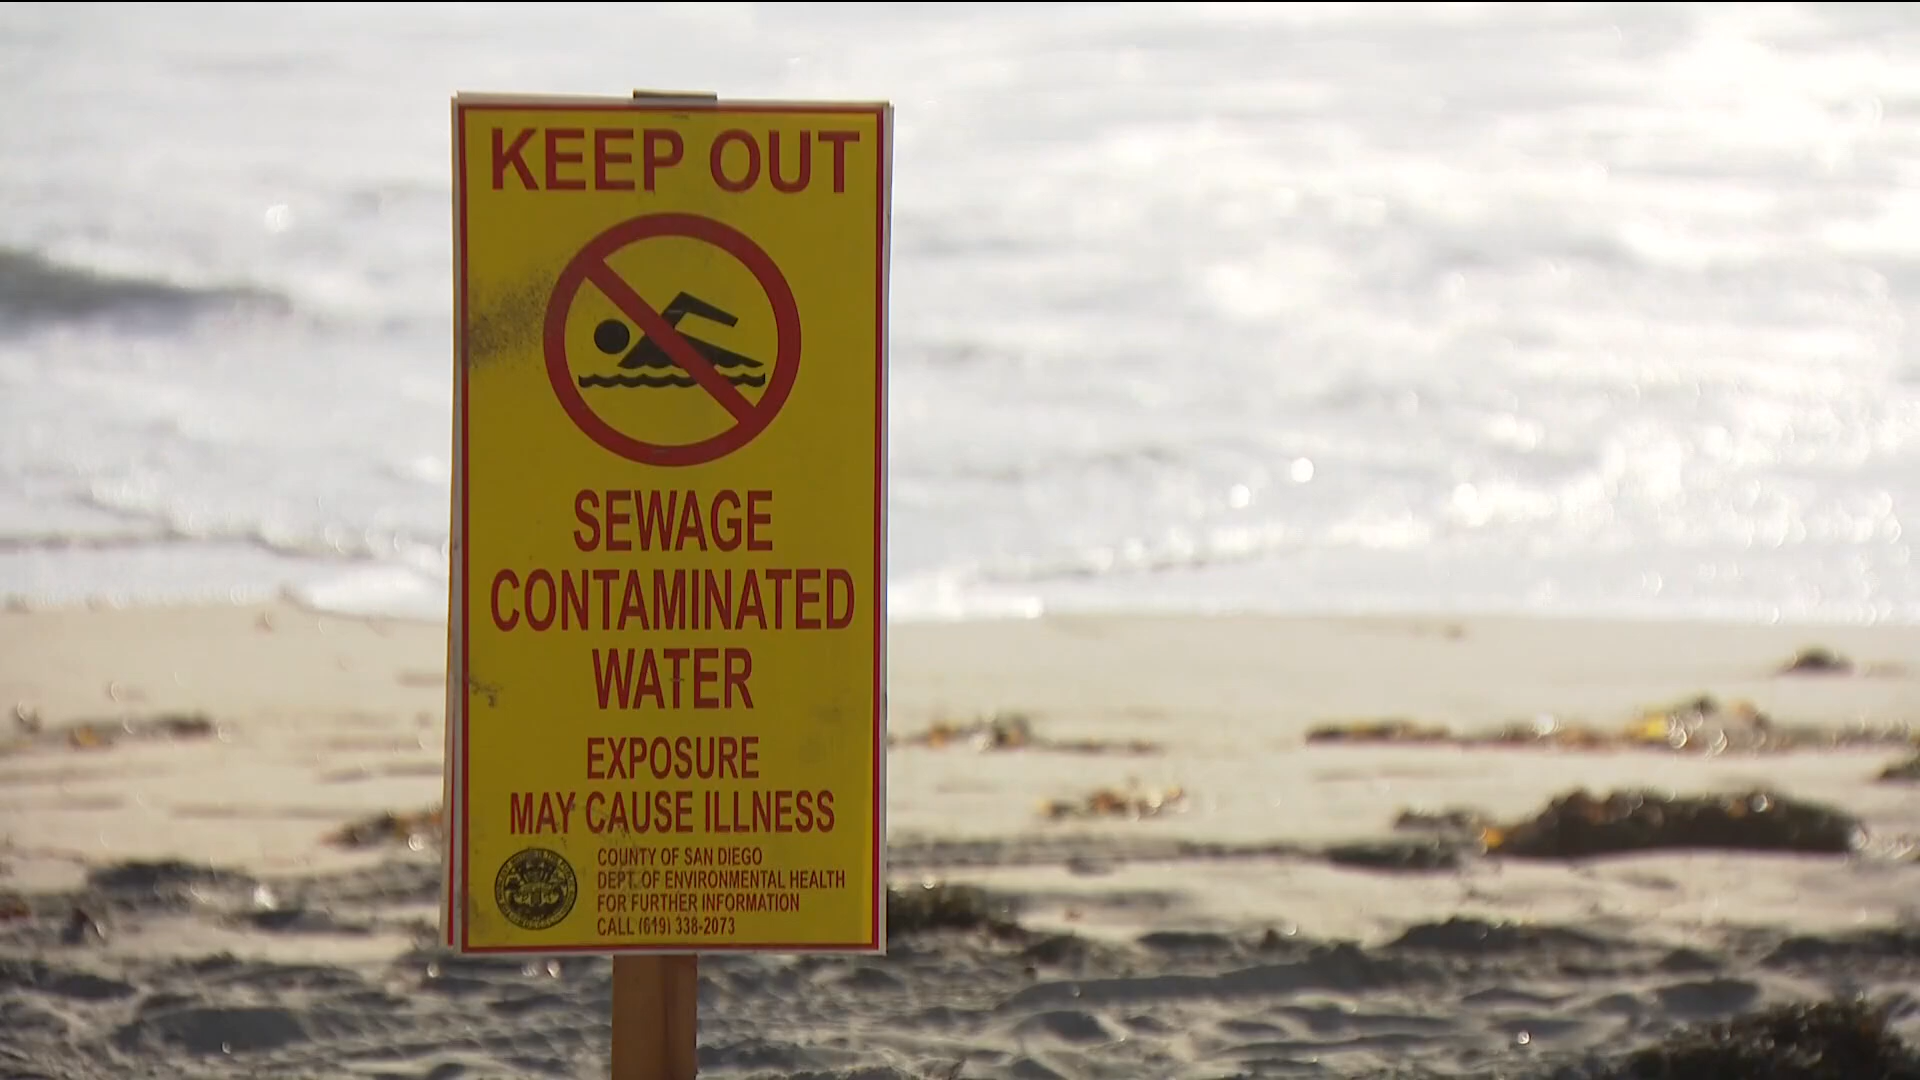 KEEP OUT
SEWAGE
CONTAMINATED
WATER
EXPOSURE
MAY CAUSE ILLNESS
COUNTY OF SAN DIEGO
DEPT. OF ENVIRONMENTAL HEALTH
FOR FURTHER INFORMATION
CALL (619) 338-2073